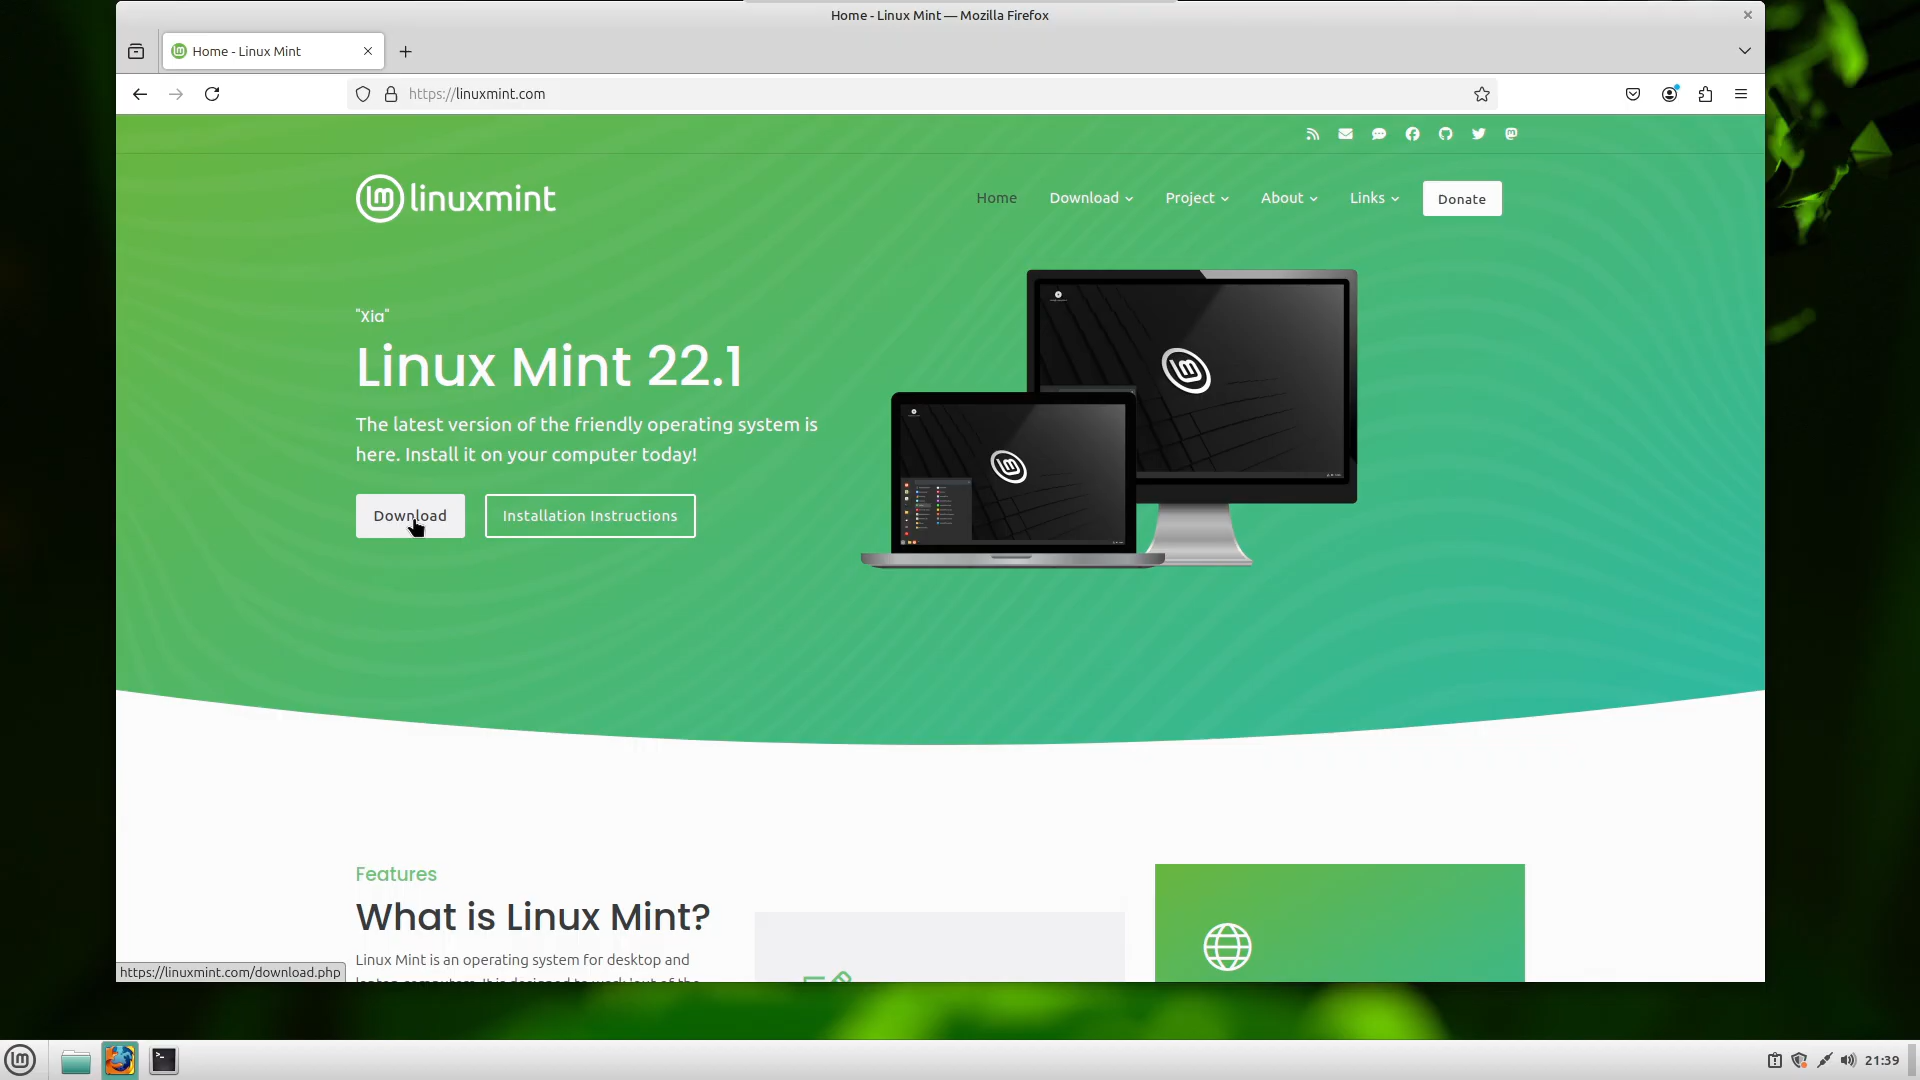 Home - Linux Mint — Mozilla Firefox
Home - Linux Mint
https://linuxmint.com
linuxmint
Home
Download
Project
About
Links
Donate
"Xia"
Linux Mint 22.1
The latest version of the friendly operating system is
here. Install it on your computer today!
Download
Installation Instructions
Features
What is Linux Mint?
Linux Mint is an operating system for desktop and
https://linuxmint.com/download.php
21:39